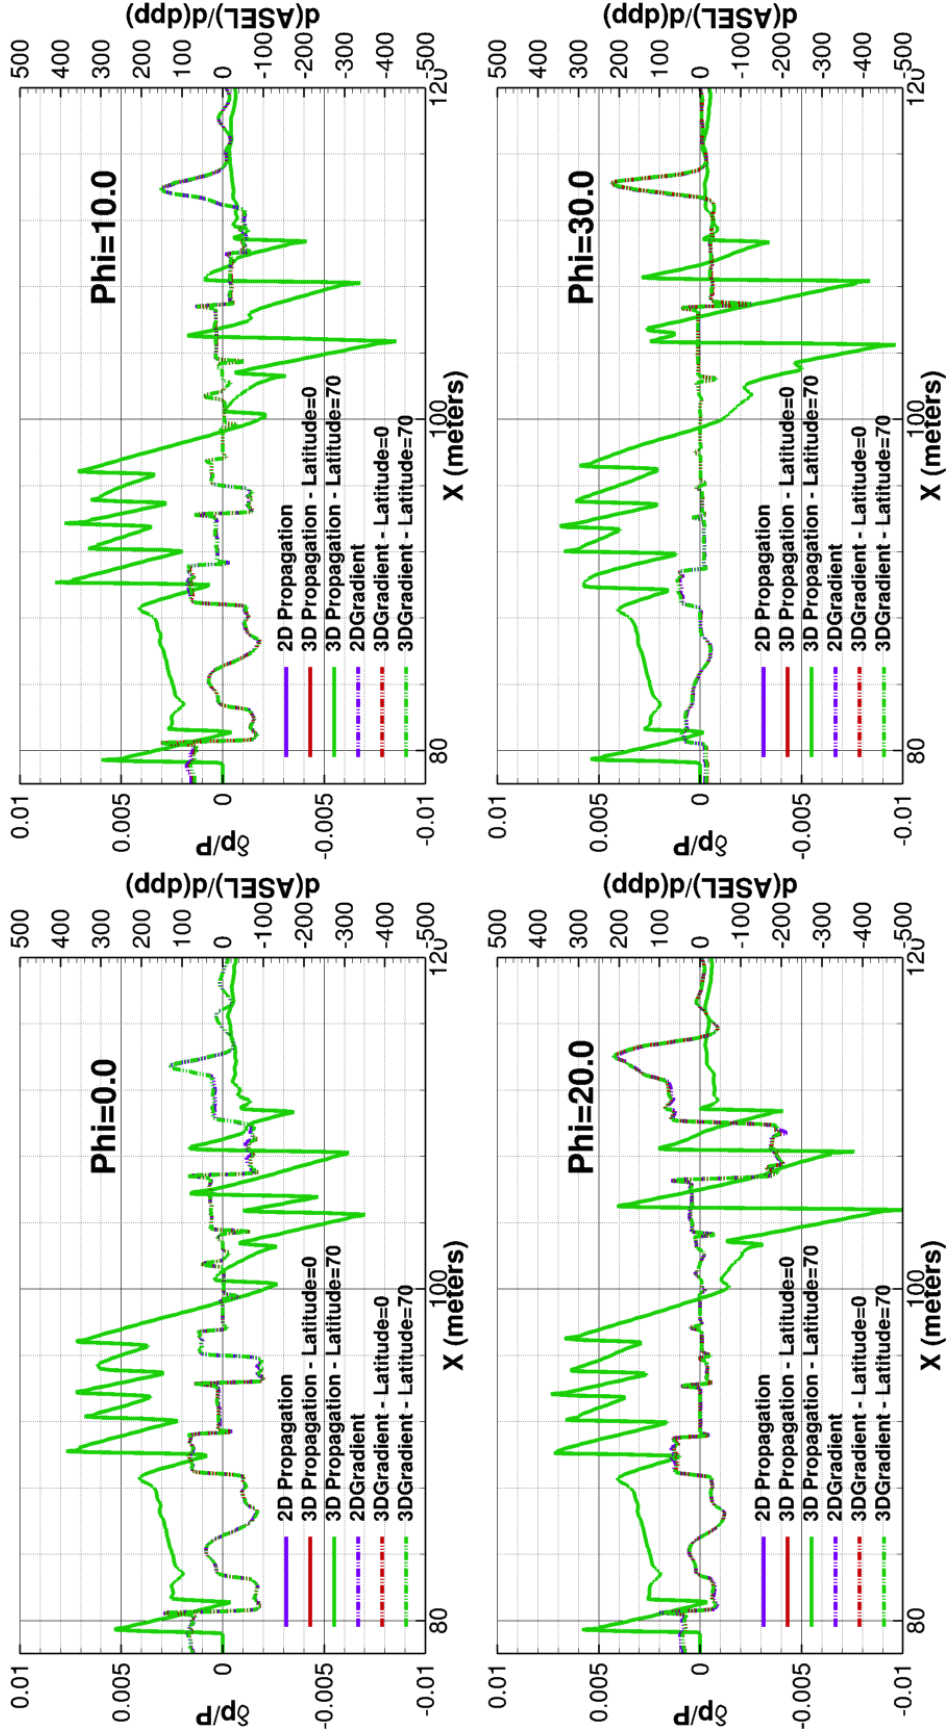 Phi=0.0
δp/P
0.01
0.005
0
-0.005
-0.01
d(ASEL)/d(dpp)
500
400
300
200
100
0
-100
-200
-300
-400
-500
2D Propagation
3D Propagation - Latitude=0
3D Propagation - Latitude=70
2DGradient
3DGradient - Latitude=0
3DGradient - Latitude=70
80
100
120
X (meters)
Phi=10.0
δp/P
0.01
0.005
0
-0.005
-0.01
d(ASEL)/d(dpp)
500
400
300
200
100
0
-100
-200
-300
-400
-500
2D Propagation
3D Propagation - Latitude=0
3D Propagation - Latitude=70
2DGradient
3DGradient - Latitude=0
3DGradient - Latitude=70
80
100
120
X (meters)
Phi=20.0
δp/P
0.01
0.005
0
-0.005
-0.01
d(ASEL)/d(dpp)
500
400
300
200
100
0
-100
-200
-300
-400
-500
2D Propagation
3D Propagation - Latitude=0
3D Propagation - Latitude=70
2DGradient
3DGradient - Latitude=0
3DGradient - Latitude=70
80
100
120
X (meters)
Phi=30.0
δp/P
0.01
0.005
0
-0.005
-0.01
d(ASEL)/d(dpp)
500
400
300
200
100
0
-100
-200
-300
-400
-500
2D Propagation
3D Propagation - Latitude=0
3D Propagation - Latitude=70
2DGradient
3DGradient - Latitude=0
3DGradient - Latitude=70
80
100
120
X (meters)